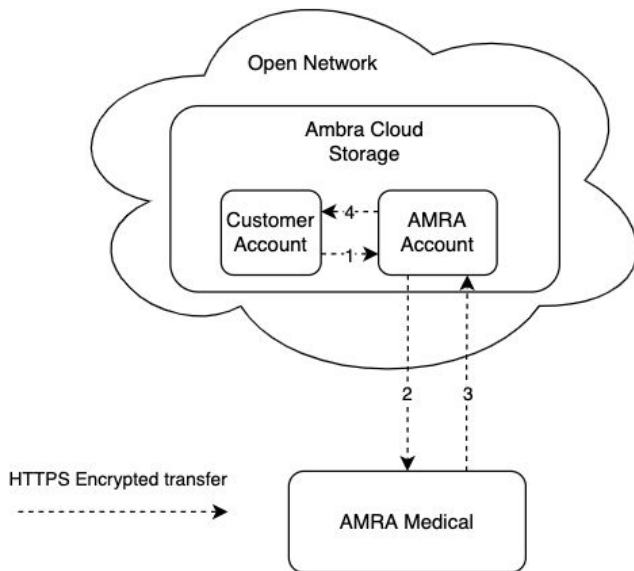 Open Network
Ambra Cloud
Storage
Customer
Account
4
1
AMRA
Account
2
3
HTTPS Encrypted transfer
AMRA Medical